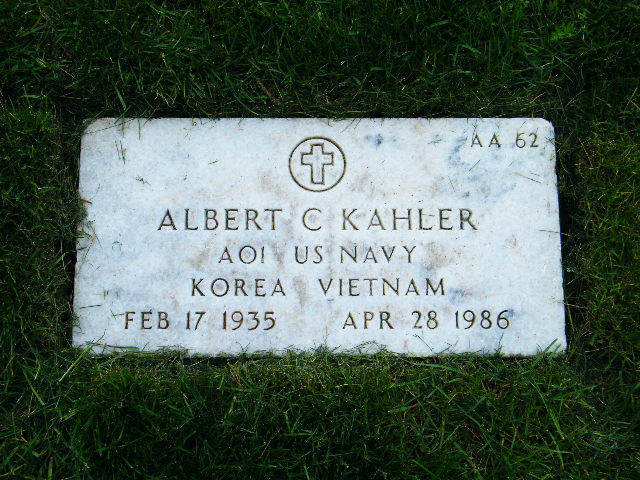 AA 62
ALBERT C KAHLER
AO1 US NAVY
KOREA VIETNAM
FEB 17 1935 APR 28 1986